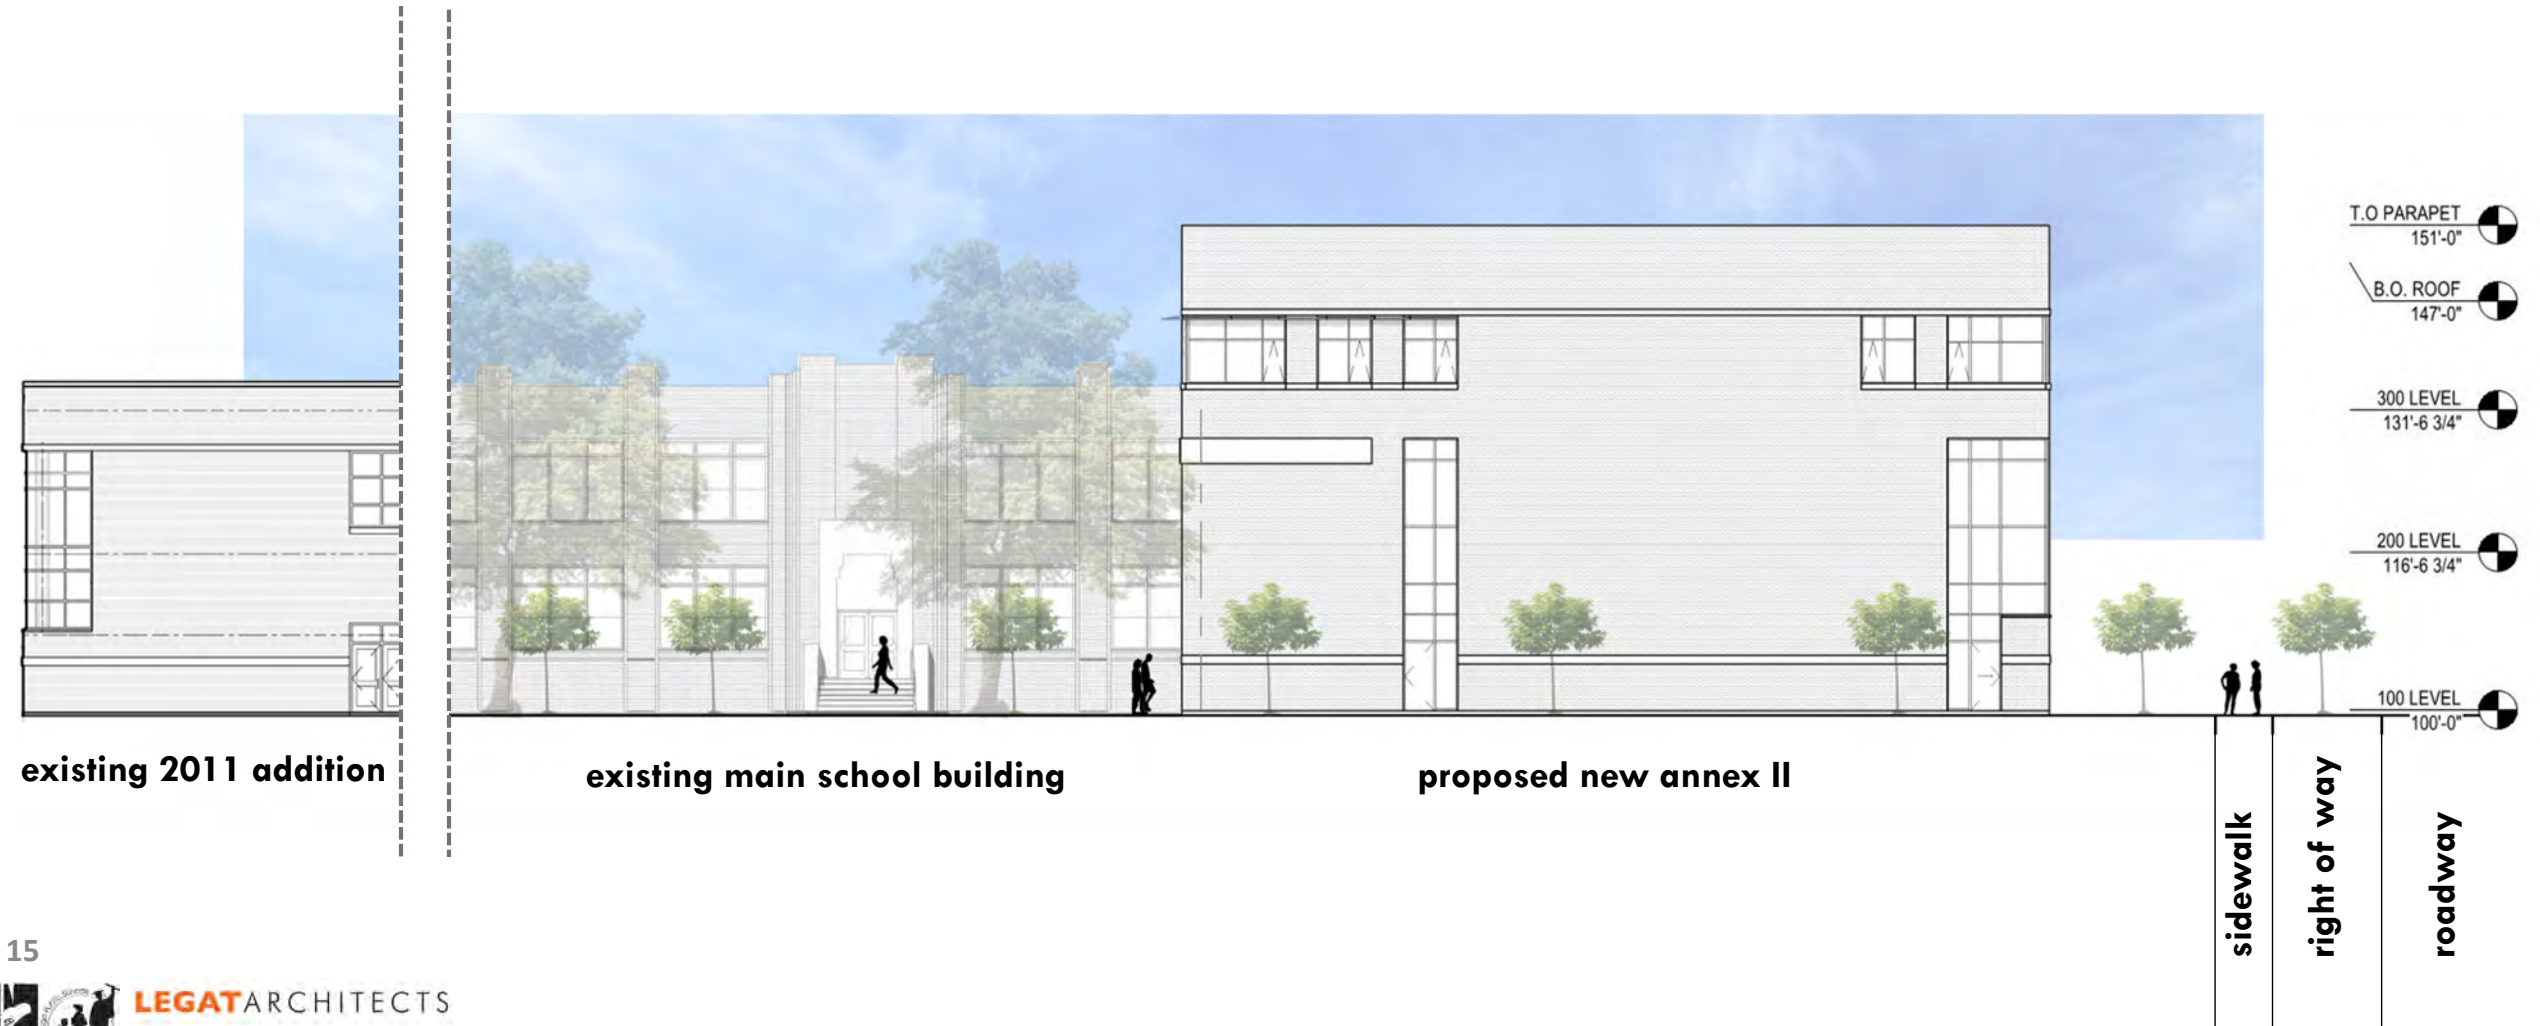 T.O PARAPET
151'-0"
B.O. ROOF
147'-0"
300 LEVEL
131'-6 3/4"
200 LEVEL
116'-6 3/4"
100 LEVEL
100'-0"
existing 2011 addition
existing main school building
proposed new annex II
sidewalk
right of way
roadway
15
LEGATARCHITECTS